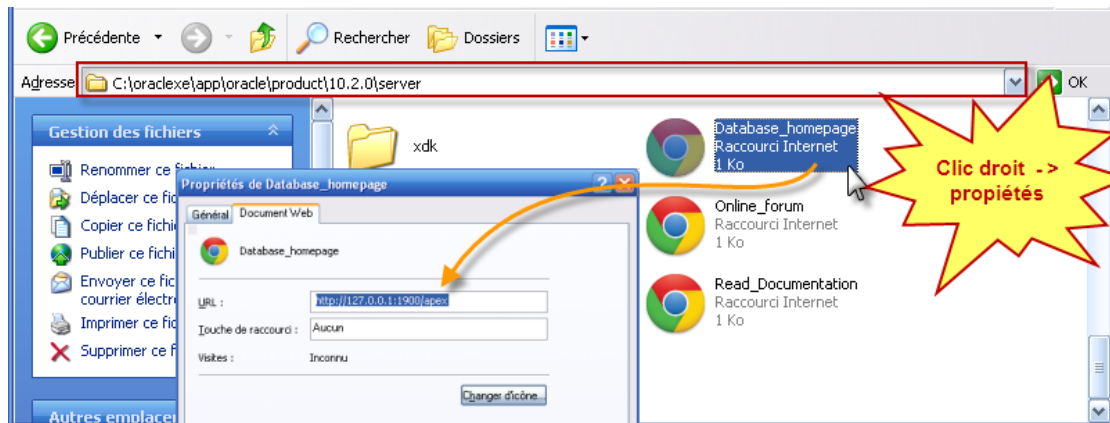 Précédente
Rechercher
Dossiers
Adresse
C:\oraclexe\app\oracle\product\10.2.0\server
OK
Gestion des fichiers
Renommer ce fichier
Déplacer ce fic
Copier ce fichi
Publier ce fichi
Envoyer ce fic
courrier électr
Imprimer ce fic
Supprimer ce f
Autres emplace
xdk
Database_homepage
Raccourci Internet
1 Ko
Online_forum
Raccourci Internet
1 Ko
Read_Documentation
Raccourci Internet
1 Ko
Clic droit ->
propiétés
Propriétés de Database_homepage
Général
Document Web
Database_homepage
URL :
http://127.0.0.1:1900/apex
Touche de raccourci :
Aucun
Visites :
Inconnu
Changer d'icône...